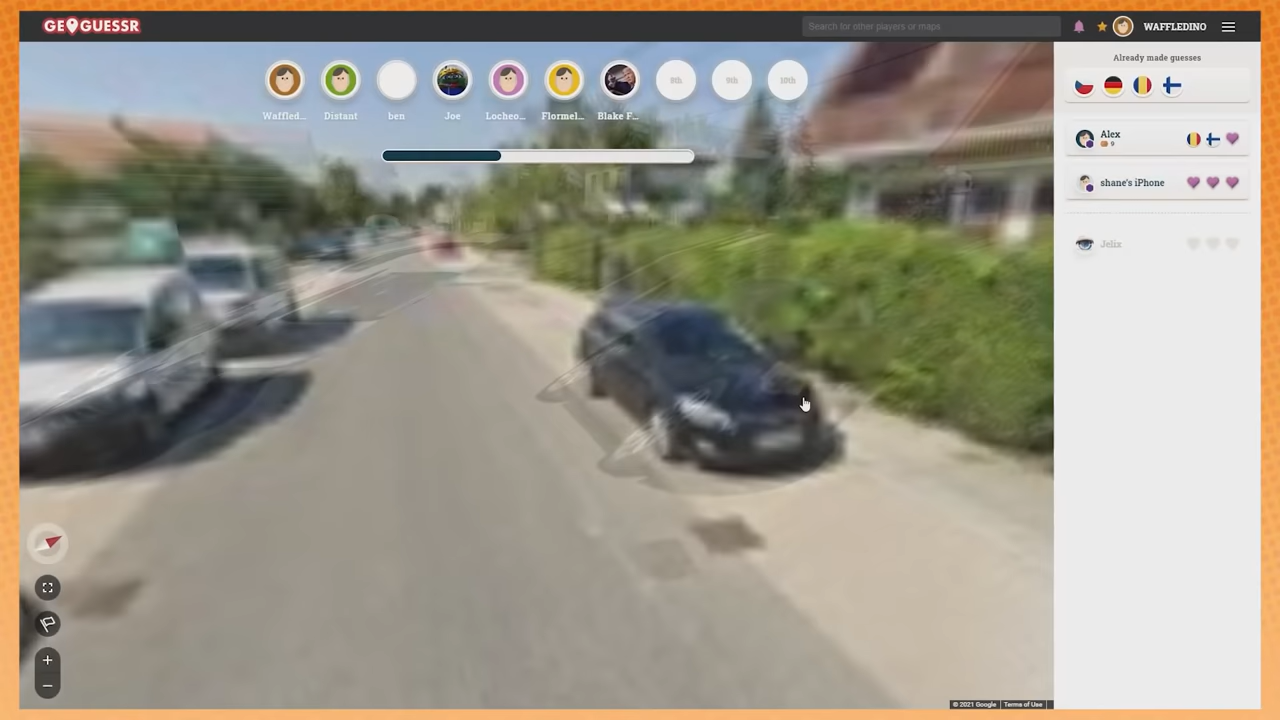 GEOGUESSR
Search for other players or maps
WAFFLEDINO
Already made guesses
Waffled...
Distant
ben
Joe
Locheo...
Flormel...
Blake F...
8th
9th
10th
Alex
9
shane's iPhone
Jelix
© 2021 Google
Terms of Use